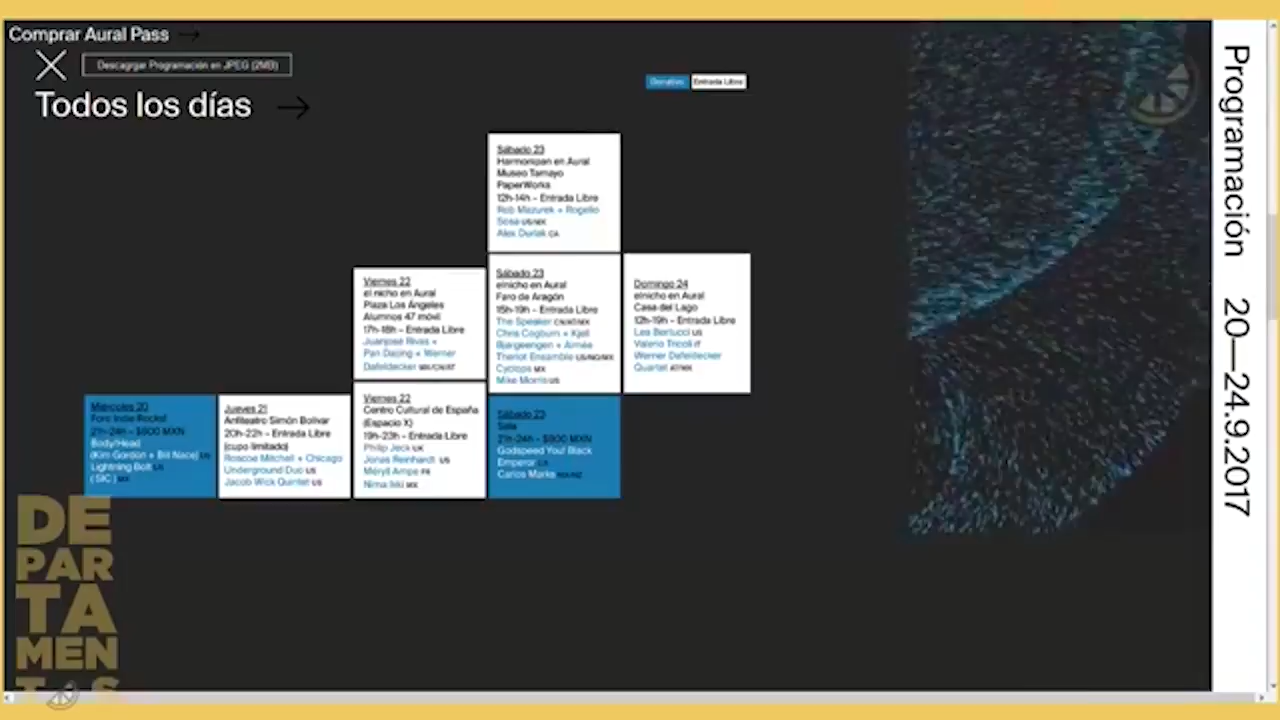 Comprar Aural Pass →
Descagrgar Programación en JPEG (2MB)
Todos los días →
Donativo
Entrada Libre
Sábado 23
Harmonipan en Aural
Museo Tamayo
PaperWorks
12h-14h – Entrada Libre
Rob Mazurek + Rogelio
Sosa US/MX
Alex Durlak CA
Viernes 22
el nicho en Aural
Plaza Los Ángeles
Alumnos 47 móvil
17h-18h – Entrada Libre
Juanjosé Rivas +
Pan Daijing + Werner
Dafeldecker
Sábado 23
elnicho en Aural
Faro de Aragón
15h-19h – Entrada Libre
The Speaker
Chris Cogburn + Kjell
Bjørgeengen + Aimée
Theriot Ensamble US/NO/MX
Cyclops MX
Mike Morris US
Domingo 24
elnicho en Aural
Casa del Lago
12h-19h – Entrada Libre
Lea Bertucci US
Valerio Tricoli IT
Werner Dafeldecker
Quartet
Miércoles 20
Foro Indie Rocks!
21h-24h – $800 MXN
Body/Head
(Kim Gordon + Bill Nace) US
Lightning Bolt US
(SIC) MX
Jueves 21
Anfiteatro Simón Bolívar
20h-22h – Entrada Libre
(cupo limitado)
Roscoe Mitchell + Chicago
Underground Duo US
Jacob Wick Quintet US
Viernes 22
Centro Cultural de España
(Espacio X)
19h-23h – Entrada Libre
Philip Jeck UK
Jonas Reinhardt US
Méryll Ampe FR
MX
Sábado 23
Sala
21h-24h – $900 MXN
Godspeed You! Black
Emperor CA
Carlos Marks
Programación 20—24.9.2017
DE
PAR
TA
MEN
T S